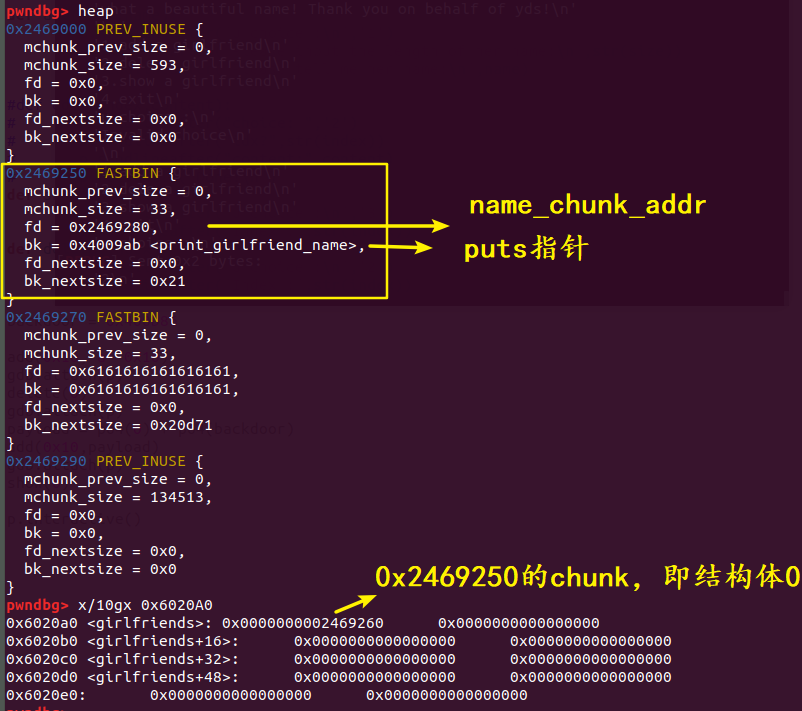 pwndbg> heap
0x2469000 PREV_INUSE {
  mchunk_prev_size = 0,
  mchunk_size = 593,
  fd = 0x0,
  bk = 0x0,
  fd_nextsize = 0x0,
  bk_nextsize = 0x0
}
0x2469250 FASTBIN {
  mchunk_prev_size = 0,
  mchunk_size = 33,
  fd = 0x2469280,
  bk = 0x4009ab <print_girlfriend_name>,
  fd_nextsize = 0x0,
  bk_nextsize = 0x21
}
name_chunk_addr
puts指针
0x2469270 FASTBIN {
  mchunk_prev_size = 0,
  mchunk_size = 33,
  fd = 0x6161616161616161,
  bk = 0x6161616161616161,
  fd_nextsize = 0x0,
  bk_nextsize = 0x20d71
}
0x2469290 PREV_INUSE {
  mchunk_prev_size = 0,
  mchunk_size = 134513,
  fd = 0x0,
  bk = 0x0,
  fd_nextsize = 0x0,
  bk_nextsize = 0x0
}
0x2469250的chunk，即结构体0
pwndbg> x/10gx 0x6020A0
0x6020a0 <girlfriends>: 0x0000000002469260 0x0000000000000000
0x6020b0 <girlfriends+16>: 0x0000000000000000 0x0000000000000000
0x6020c0 <girlfriends+32>: 0x0000000000000000 0x0000000000000000
0x6020d0 <girlfriends+48>: 0x0000000000000000 0x0000000000000000
0x6020e0: 0x0000000000000000 0x0000000000000000